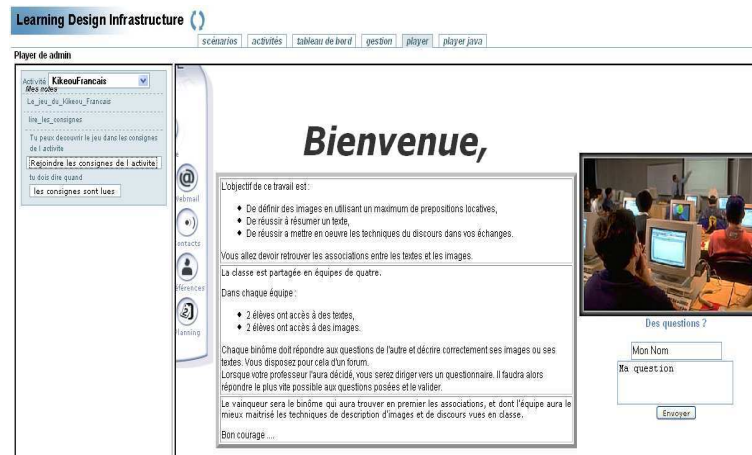 Learning Design Infrastructure
scénarios activités tableau de bord gestion player player java
Player de admin
Activité KikeouFrancais
Mes notes
Le_jeu_du_Kikeou_Francais
lire_les_consignes
Tu peux decouvrir le jeu dans les consignes
de l activite
Rejoindre les consignes de l activite
tu dois dire quand
les consignes sont lues
webmail
contacts
références
Planning
Bienvenue,
L'objectif de ce travail est :
♦ De définir des images en utilisant un maximum de prepositions locatives,
♦ De réussir à résumer un texte,
♦ De réussir a mettre en oeuvre les techniques du discours dans vos échanges.
Vous allez devoir retrouver les associations entre les textes et les images.
La classe est partagée en équipes de quatre.
Dans chaque équipe :
♦ 2 élèves ont accès à des textes,
♦ 2 élèves ont accès à des images.
Chaque binôme doit répondre aux questions de l'autre et décrire correctement ses images ou ses
textes. Vous disposez pour cela d'un forum.
Lorsque votre professeur l'aura décidé, vous serez diriger vers un questionnaire. Il faudra alors
répondre le plus vite possible aux questions posées et le valider.
Le vainqueur sera le binôme qui aura trouver en premier les associations, et dont l'équipe aura le
mieux maitrisé les techniques de description d'images et de discours vues en classe.
Bon courage ....
Des questions ?
Mon Nom
Ma question
Envoyer